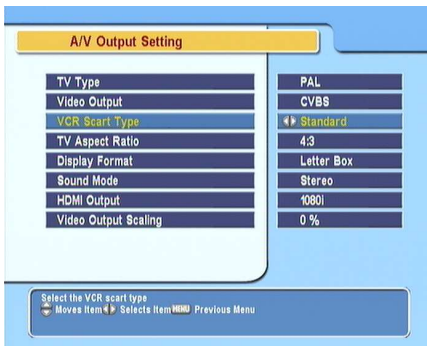 A/V Output Setting
TV Type PAL
Video Output CVBS
VCR Scart Type Standard
TV Aspect Ratio 4:3
Display Format Letter Box
Sound Mode Stereo
HDMI Output 1080i
Video Output Scaling 0 %
Select the VCR scart type
Moves Item Selects Item MENU Previous Menu